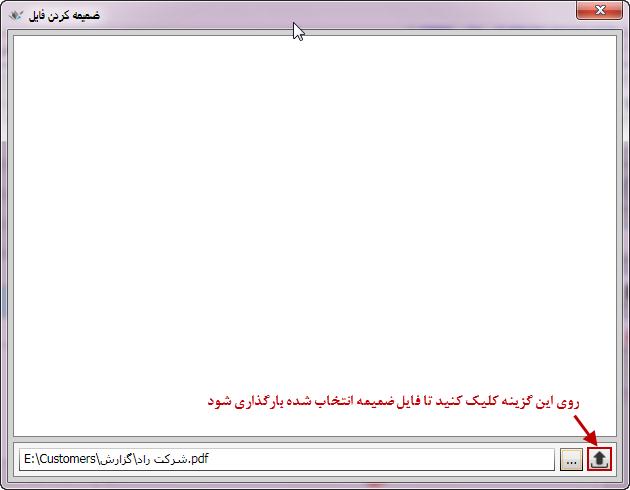 ضمیمه کردن فایل
روی این گزینه کلیک کنید تا فایل ضمیمه انتخاب شده بارگذاری شود
E:\Customers\شرکت راد\گزارش.pdf
...